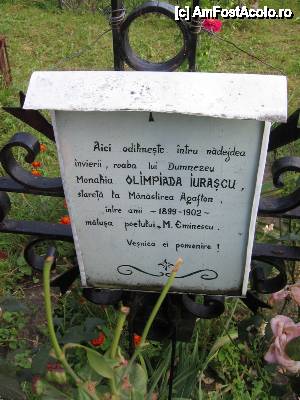 (c) AmFostAcolo.ro
Aici odihnește întru nădejdea
învierii, roaba lui Dumnezeu
Monahia OLIMPIADA IURAȘCU,
stareță la Mănăstirea Agafton,
între ani -1899-1902-
mătușa poetului "M. Eminescu
Veșnica ei pomenire!